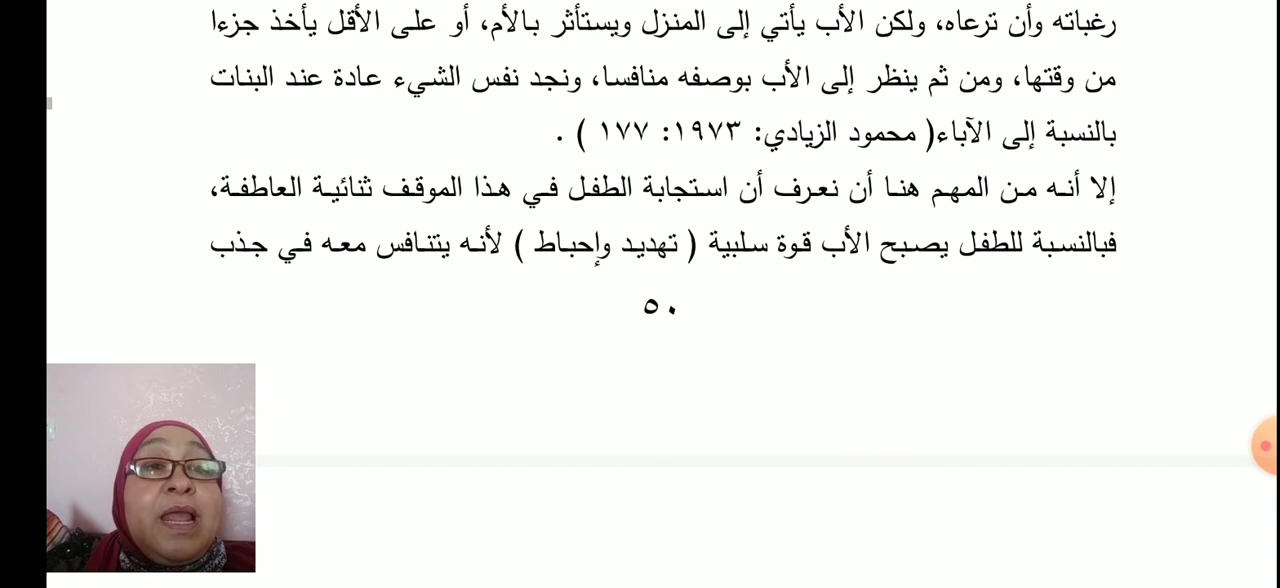 رغباته وأن ترعاه، ولكن الأب يأتي إلى المنزل ويستأثر بالأم، أو على الأقل يأخذ جزءا
من وقتها، ومن ثم ينظر إلى الأب بوصفه منافسا، ونجد نفس الشيء عادة عند البنات
بالنسبة إلى الآباء( محمود الزيادي: ١٩٧٣: ١٧٧ ) .
إلا أنه من المهم هنا أن نعرف أن استجابة الطفل في هذا الموقف ثنائية العاطفة،
فبالنسبة للطفل يصبح الأب قوة سلبية ( تهديد وإحباط ) لأنه يتنافس معه في جذب
٥٠